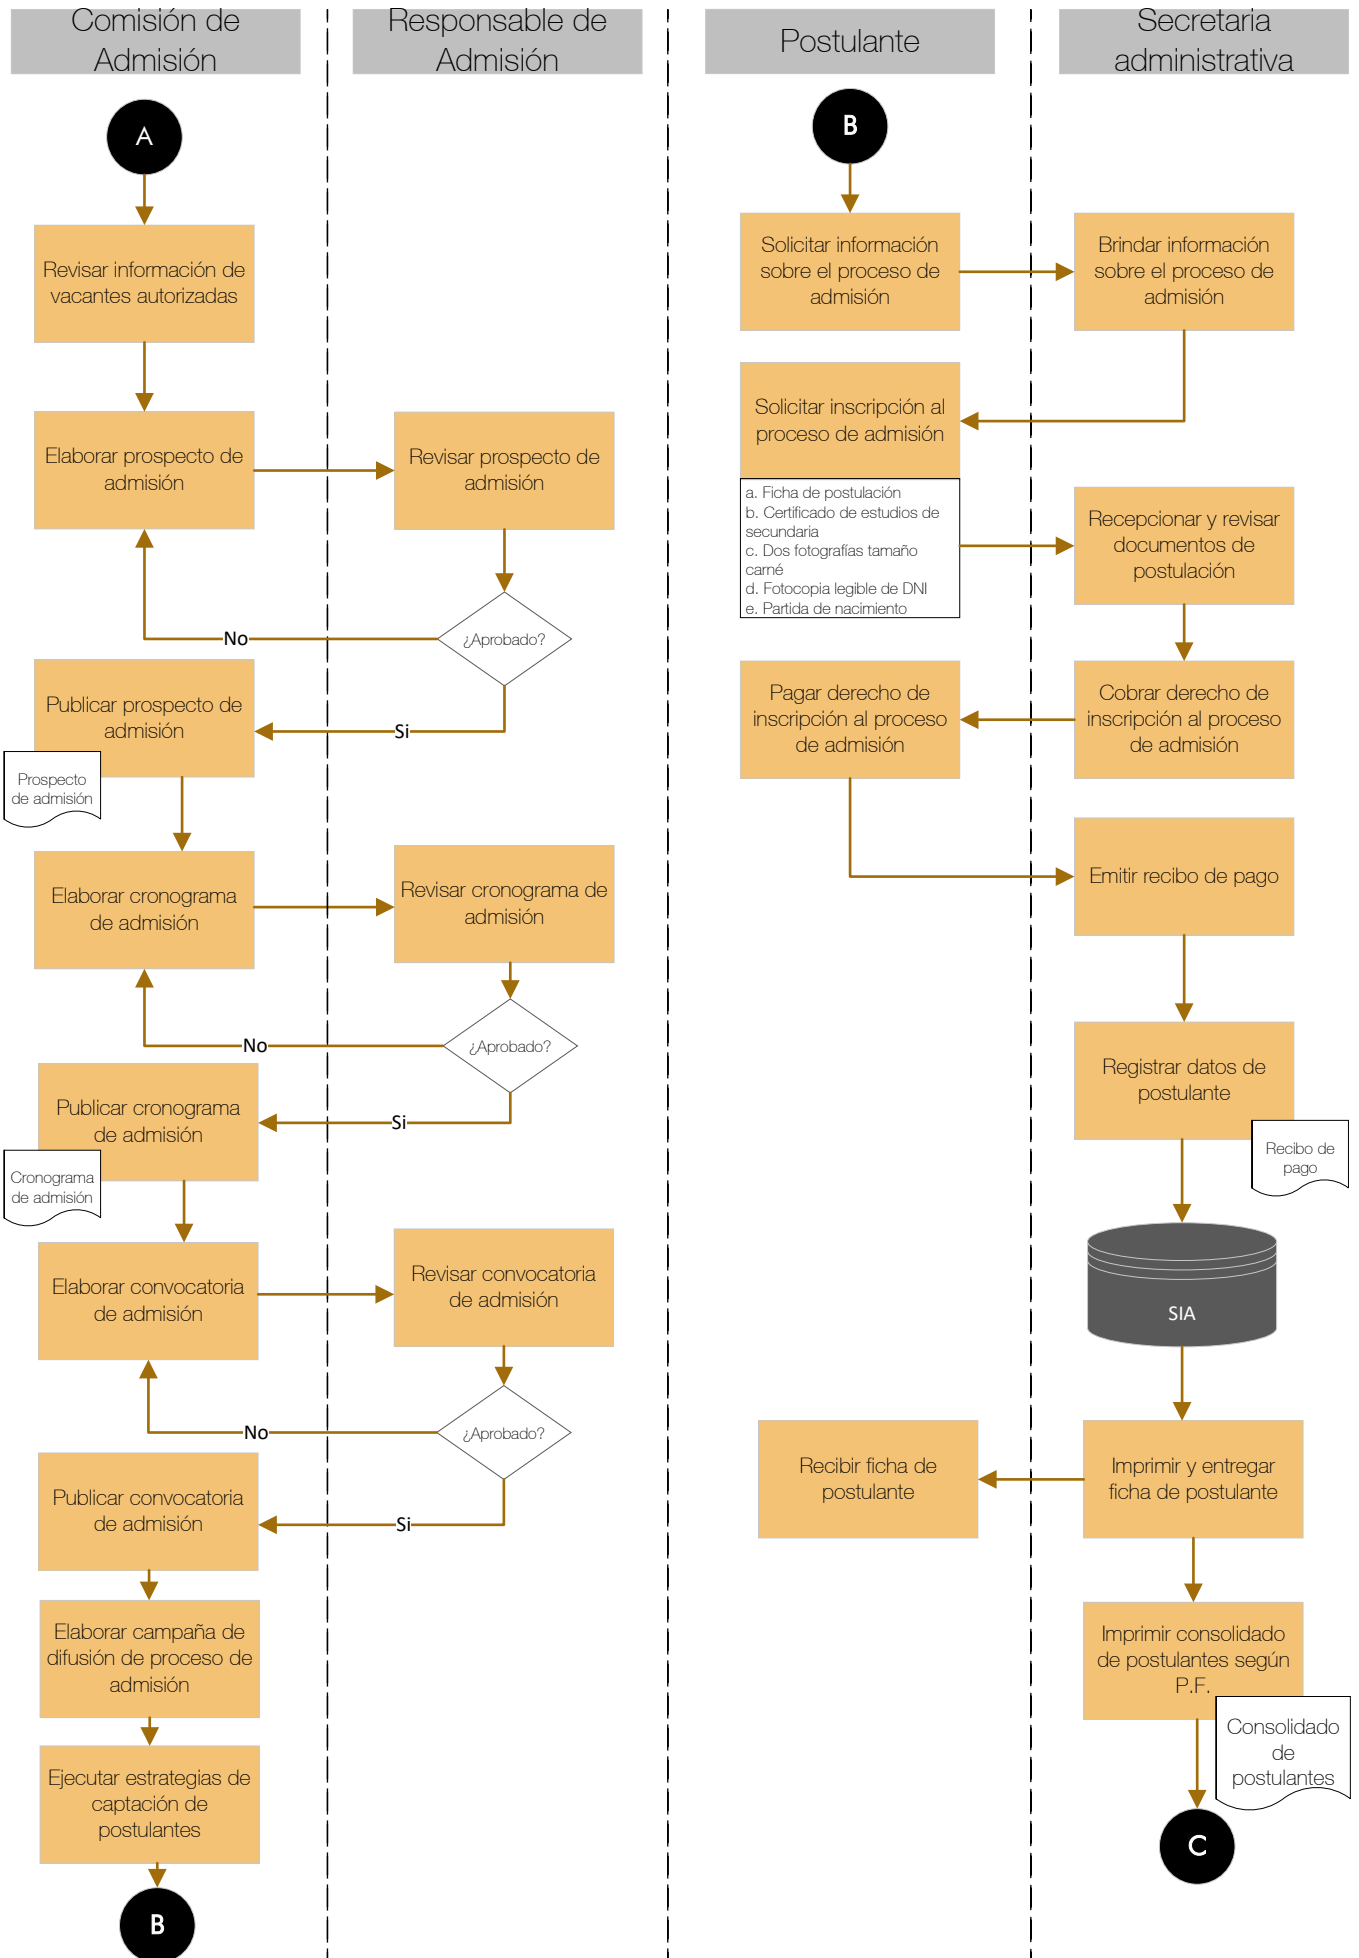 Comisión de
Admisión
Responsable de
Admisión
Postulante
Secretaria
administrativa
A
Revisar información de
vacantes autorizadas
Elaborar prospecto de
admisión
Revisar prospecto de
admisión
¿Aprobado?
No
Publicar prospecto de
admisión
Si
Prospecto
de admisión
Elaborar cronograma
de admisión
Revisar cronograma de
admisión
¿Aprobado?
No
Publicar cronograma
de admisión
Si
Cronograma
de admisión
Elaborar convocatoria
de admisión
Revisar convocatoria
de admisión
¿Aprobado?
No
Publicar convocatoria
de admisión
Si
Elaborar campaña de
difusión de proceso de
admisión
Ejecutar estrategias de
captación de
postulantes
B
B
Solicitar información
sobre el proceso de
admisión
Brindar información
sobre el proceso de
admisión
Solicitar inscripción al
proceso de admisión
a. Ficha de postulación
b. Certificado de estudios de
secundaria
c. Dos fotografías tamaño
carné
d. Fotocopia legible de DNI
e. Partida de nacimiento
Recepcionar y revisar
documentos de
postulación
Pagar derecho de
inscripción al proceso
de admisión
Cobrar derecho de
inscripción al proceso
de admisión
Emitir recibo de pago
Registrar datos de
postulante
Recibo de
pago
SIA
Recibir ficha de
postulante
Imprimir y entregar
ficha de postulante
Imprimir consolidado
de postulantes según
P.F.
Consolidado
de
postulantes
C